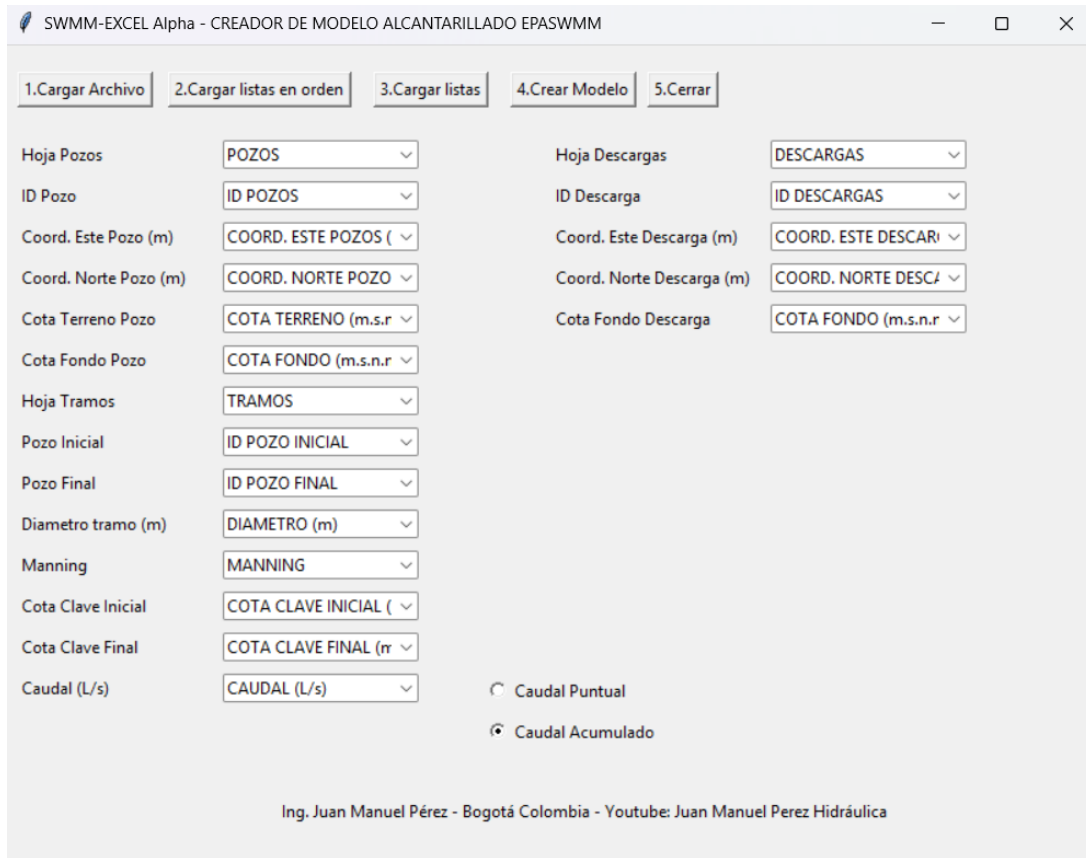 SWMM-EXCEL Alpha - CREADOR DE MODELO ALCANTARILLADO EPASWMM
1.Cargar Archivo 2.Cargar listas en orden 3.Cargar listas 4.Crear Modelo 5.Cerrar
Hoja Pozos POZOS Hoja Descargas DESCARGAS
ID Pozo ID POZOS ID Descarga ID DESCARGAS
Coord. Este Pozo (m) COORD. ESTE POZOS ( Coord. Este Descarga (m) COORD. ESTE DESCAR
Coord. Norte Pozo (m) COORD. NORTE POZO Coord. Norte Descarga (m) COORD. NORTE DESC
Cota Terreno Pozo COTA TERRENO (m.s.r Cota Fondo Descarga COTA FONDO (m.s.n.r
Cota Fondo Pozo COTA FONDO (m.s.n.r
Hoja Tramos TRAMOS
Pozo Inicial ID POZO INICIAL
Pozo Final ID POZO FINAL
Diametro tramo (m) DIAMETRO (m)
Manning MANNING
Cota Clave Inicial COTA CLAVE INICIAL (
Cota Clave Final COTA CLAVE FINAL (m
Caudal (L/s) CAUDAL (L/s) Caudal Puntual
Caudal Acumulado
Ing. Juan Manuel Pérez - Bogotá Colombia - Youtube: Juan Manuel Perez Hidráulica